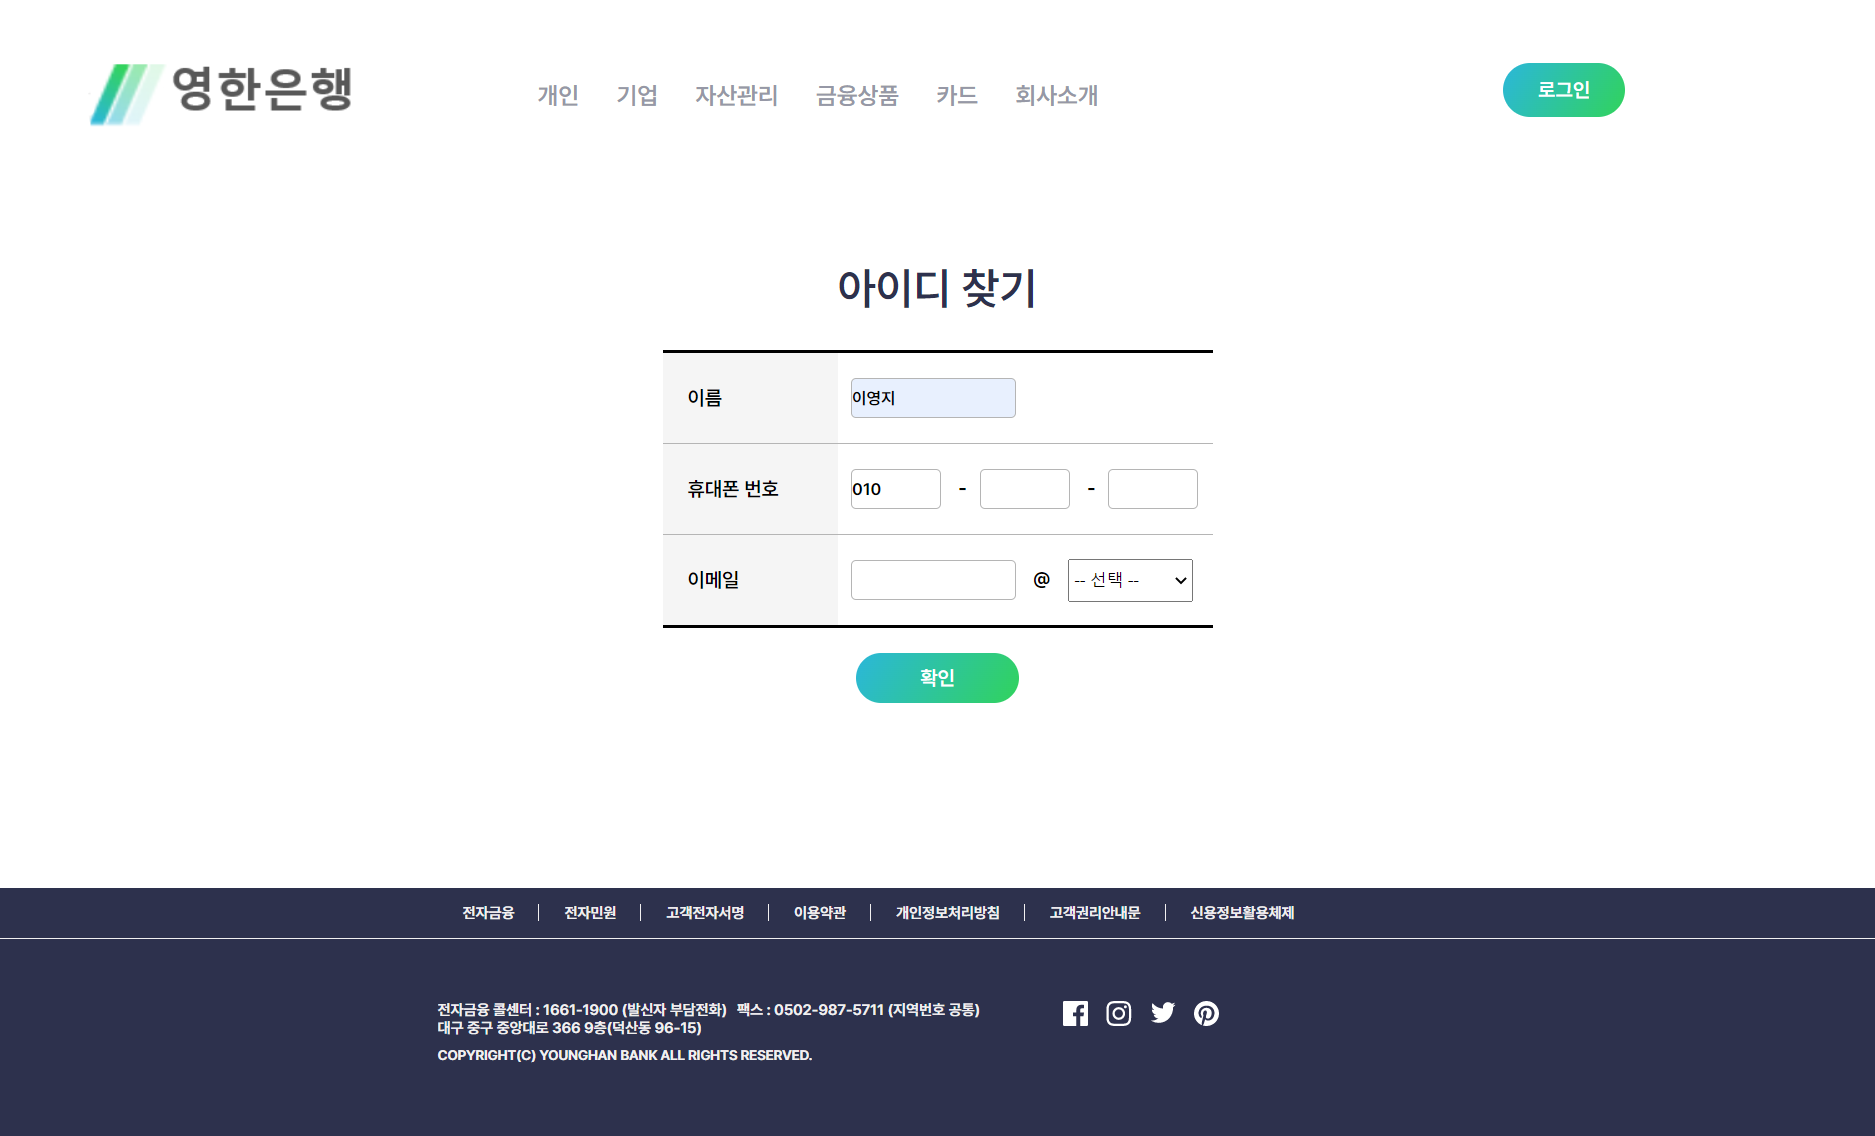 영한은행
개인 기업 자산관리 금융상품 카드 회사소개
로그인
아이디 찾기
이름 이영지
휴대폰 번호 010 - -
이메일 @ -- 선택 --
확인
전자금융 전자민원 고객전자서명 이용약관 개인정보처리방침 고객권리안내문 신용정보활용체제
전자금융 콜센터 : 1661-1900 (발신자 부담전화) 팩스 : 0502-987-5711 (지역번호 공통)
대구 중구 중앙대로 366 9층(덕산동 96-15)
COPYRIGHT(C) YOUNGHAN BANK ALL RIGHTS RESERVED.